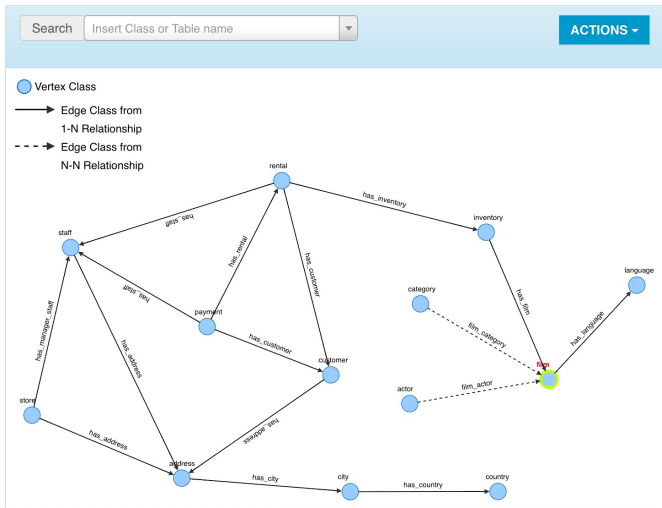 Search
Insert Class or Table name
ACTIONS
Vertex Class
Edge Class from
1-N Relationship
Edge Class from
N-N Relationship
rental
has_inventory
has_staff
inventory
staff
has_rental
has_customer
language
category
has_staff
has_film
payment
film_category
has_language
has_manager_staff
has_address
has_customer
customer
film
film_actor
actor
store
has_address
has_address
address
has_city
city
has_country
country